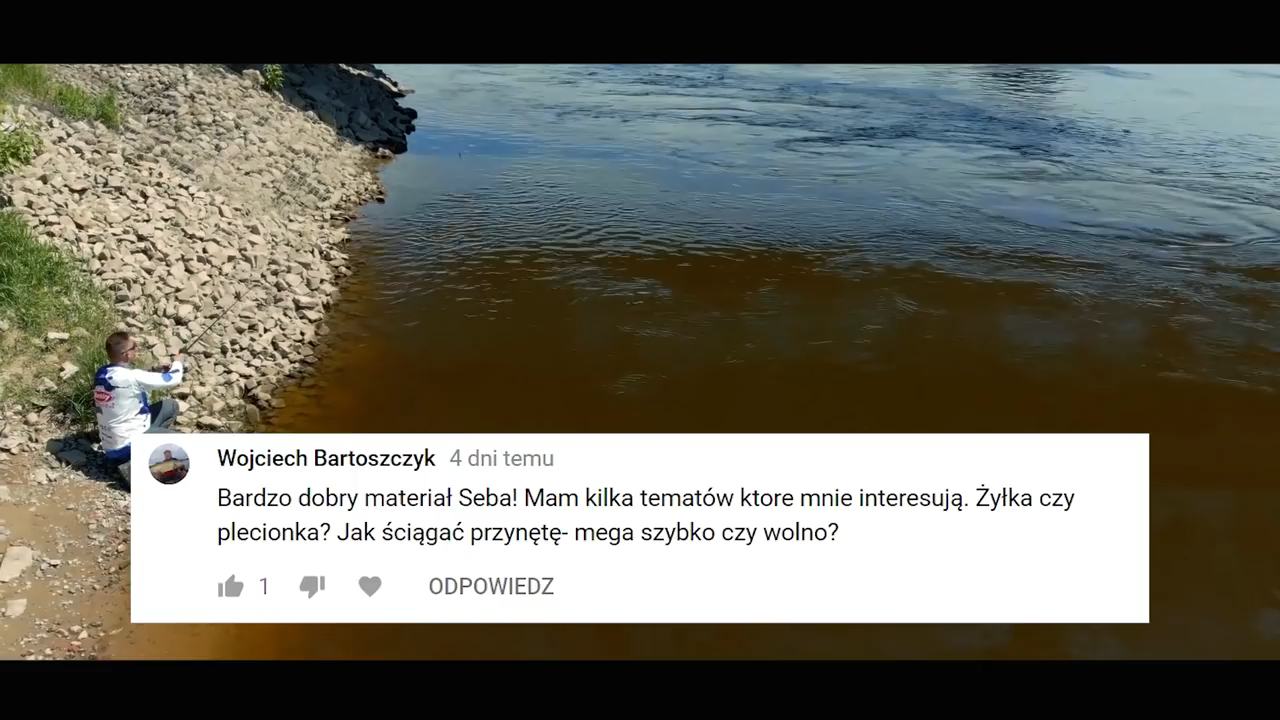 Wojciech Bartoszczyk 4 dni temu
Bardzo dobry materiał Seba! Mam kilka tematów ktore mnie interesują. Żyłka czy
plecionka? Jak ściągać przynętę- mega szybko czy wolno?
1
ODPOWIEDZ